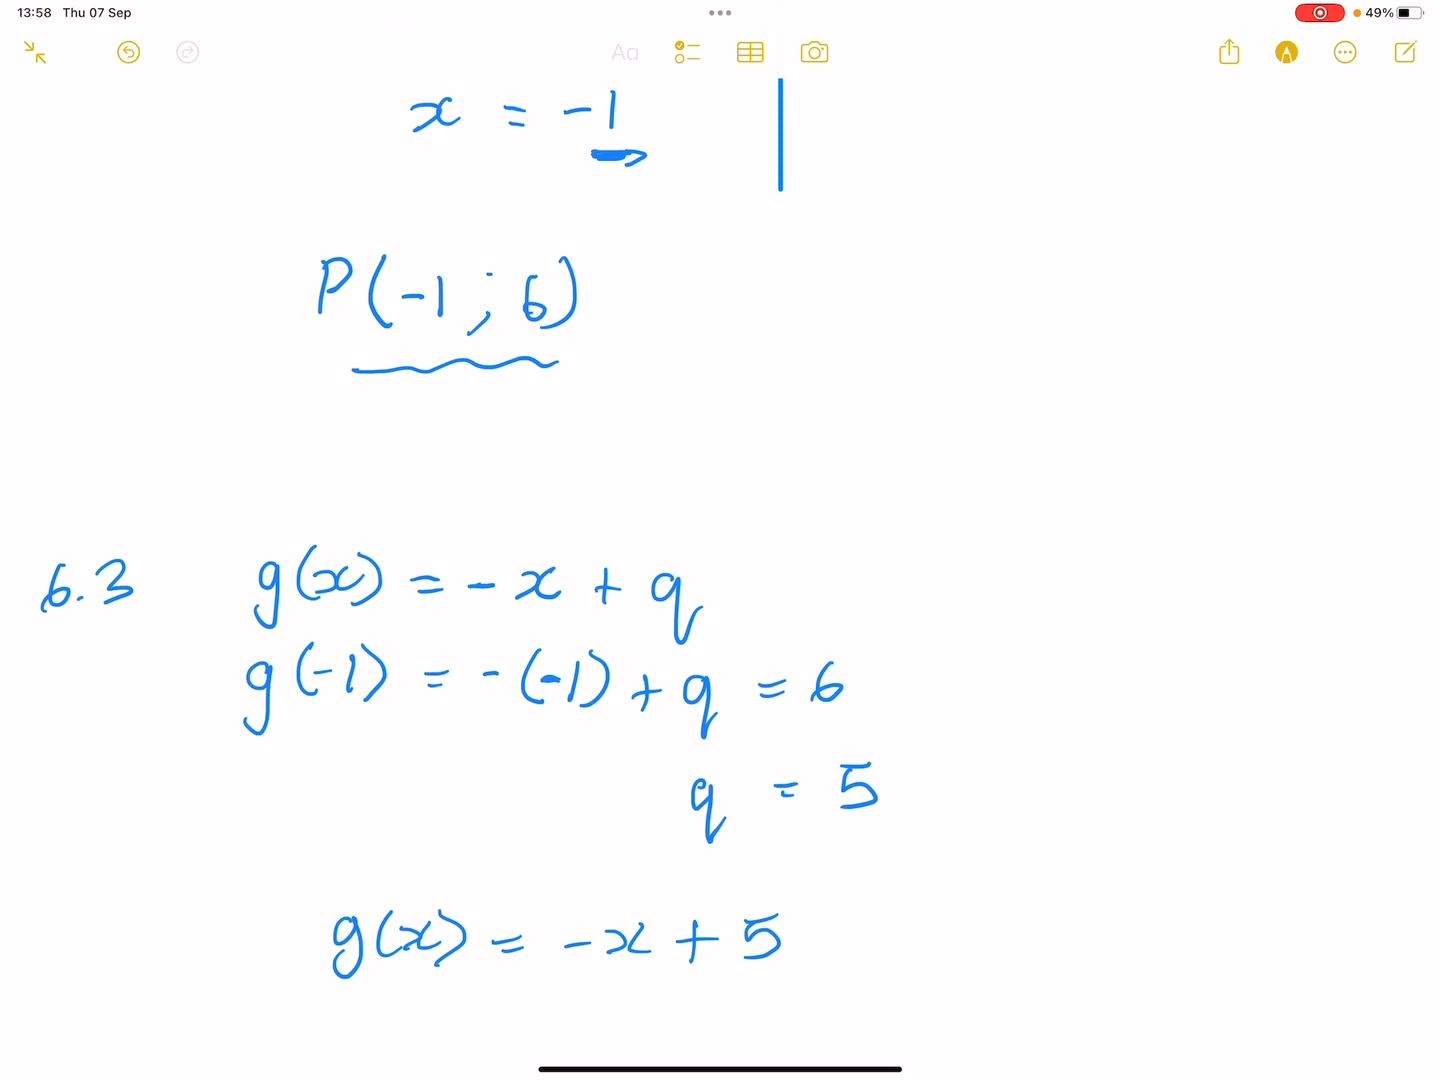 13:58 Thu 07 Sep
49%
Aa
x = -1
P(-1 ; 6)
6.3 g(x) = -x + q
g(-1) = -(-1) + q = 6
q = 5
g(x) = -x + 5